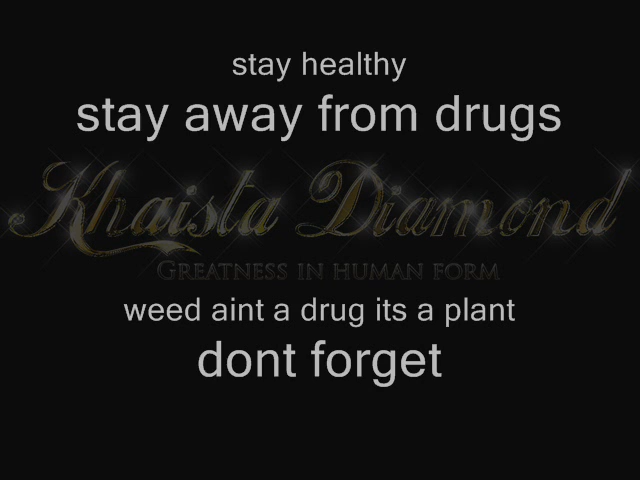 stay healthy
stay away from drugs
Khaista Diamond
GREATNESS IN HUMAN FORM
weed aint a drug its a plant
dont forget